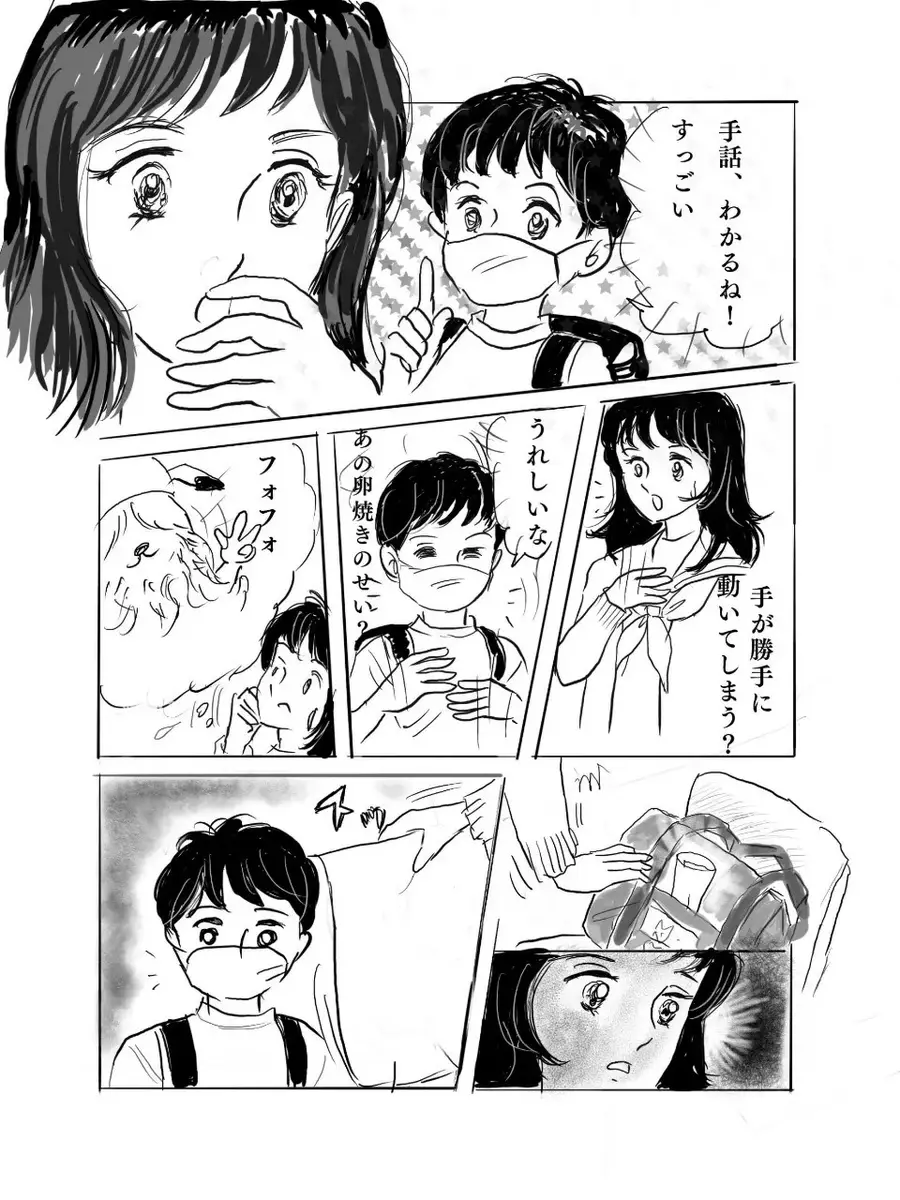 手話、わかるね！
すっごい
手が勝手に
動いてしまう？
うれしいな
あの卵焼きのせい？
フォフォ